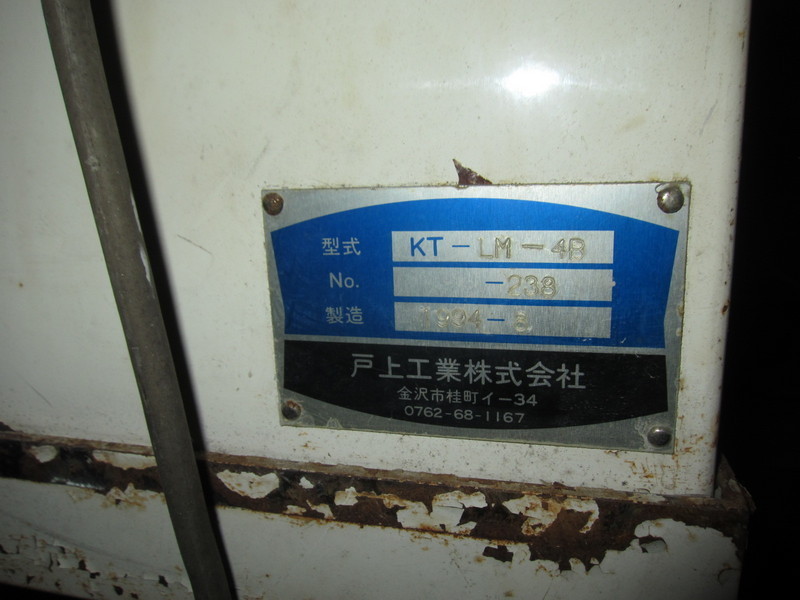 型式 KT-LM-4B
No. -238
製造 1994-5
戸上工業株式会社
金沢市桂町イ-34
0762-68-1167